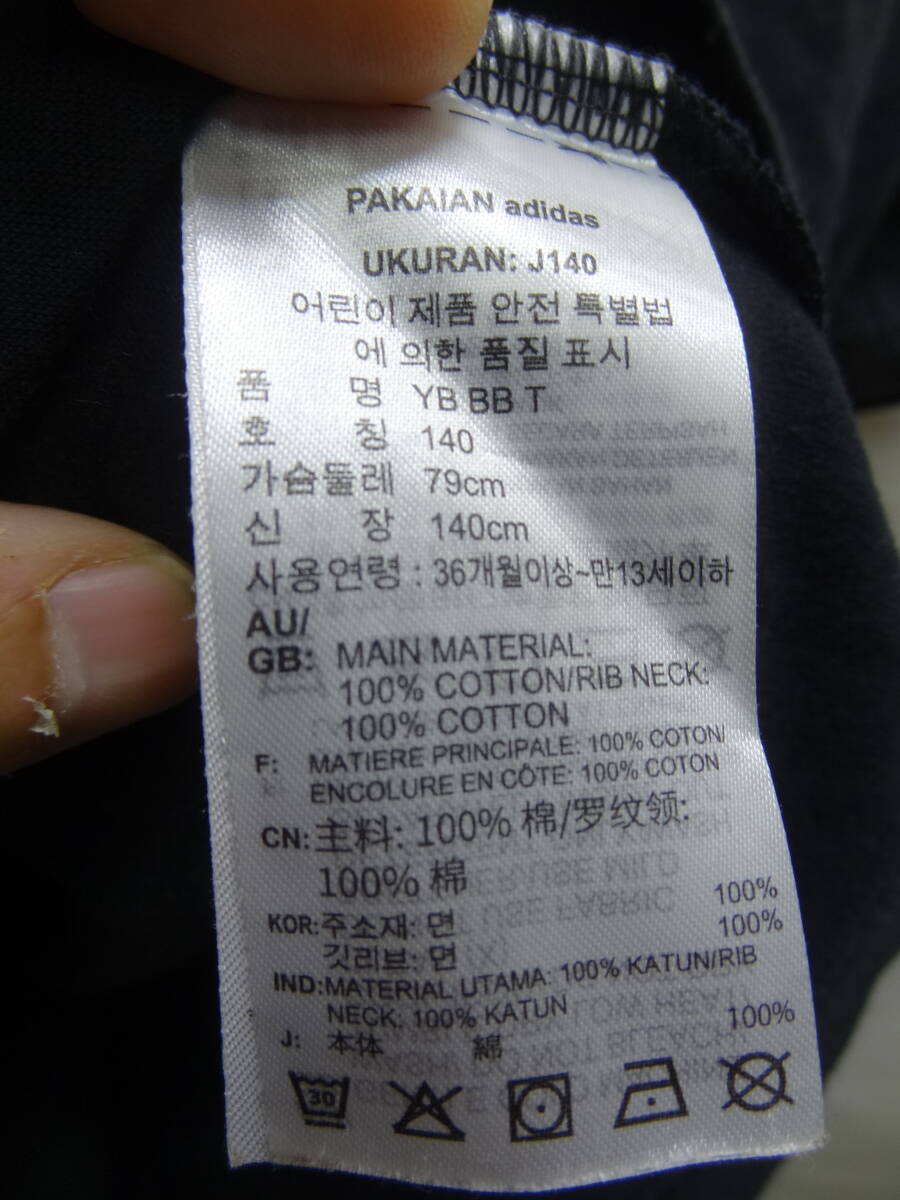 PAKAIAN adidas
UKURAN: J140
어린이 제품 안전 특별법
에 의한 품질 표시
품 명 YB BB T
호 칭 140
가슴둘레 79cm
신 장 140cm
사용연령 : 36개월이상~만13세이하
AU/
GB: MAIN MATERIAL:
100% COTTON/RIB NECK:
100% COTTON
F: MATIERE PRINCIPALE: 100% COTON/
ENCOLURE EN CÔTE: 100% COTON
CN: 主料: 100% 棉/罗纹领:
100% 棉
KOR: 주소재: 면 100%
깃리브: 면 100%
IND: MATERIAL UTAMA: 100% KATUN/RIB
NECK: 100% KATUN
J: 本体 綿 100%
30